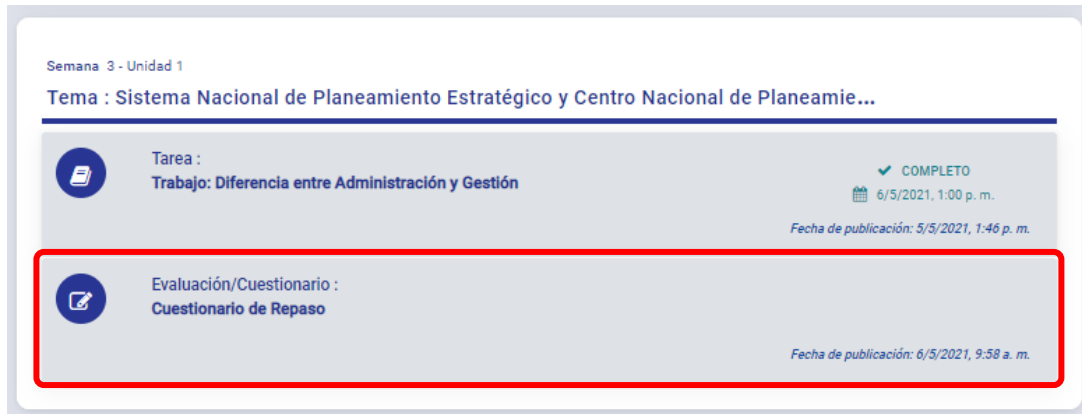 Semana 3 - Unidad 1
Tema : Sistema Nacional de Planeamiento Estratégico y Centro Nacional de Planeamie...
Tarea :
Trabajo: Diferencia entre Administración y Gestión
COMPLETO
6/5/2021, 1:00 p. m.
Fecha de publicación: 5/5/2021, 1:46 p. m.
Evaluación/Cuestionario :
Cuestionario de Repaso
Fecha de publicación: 6/5/2021, 9:58 a. m.